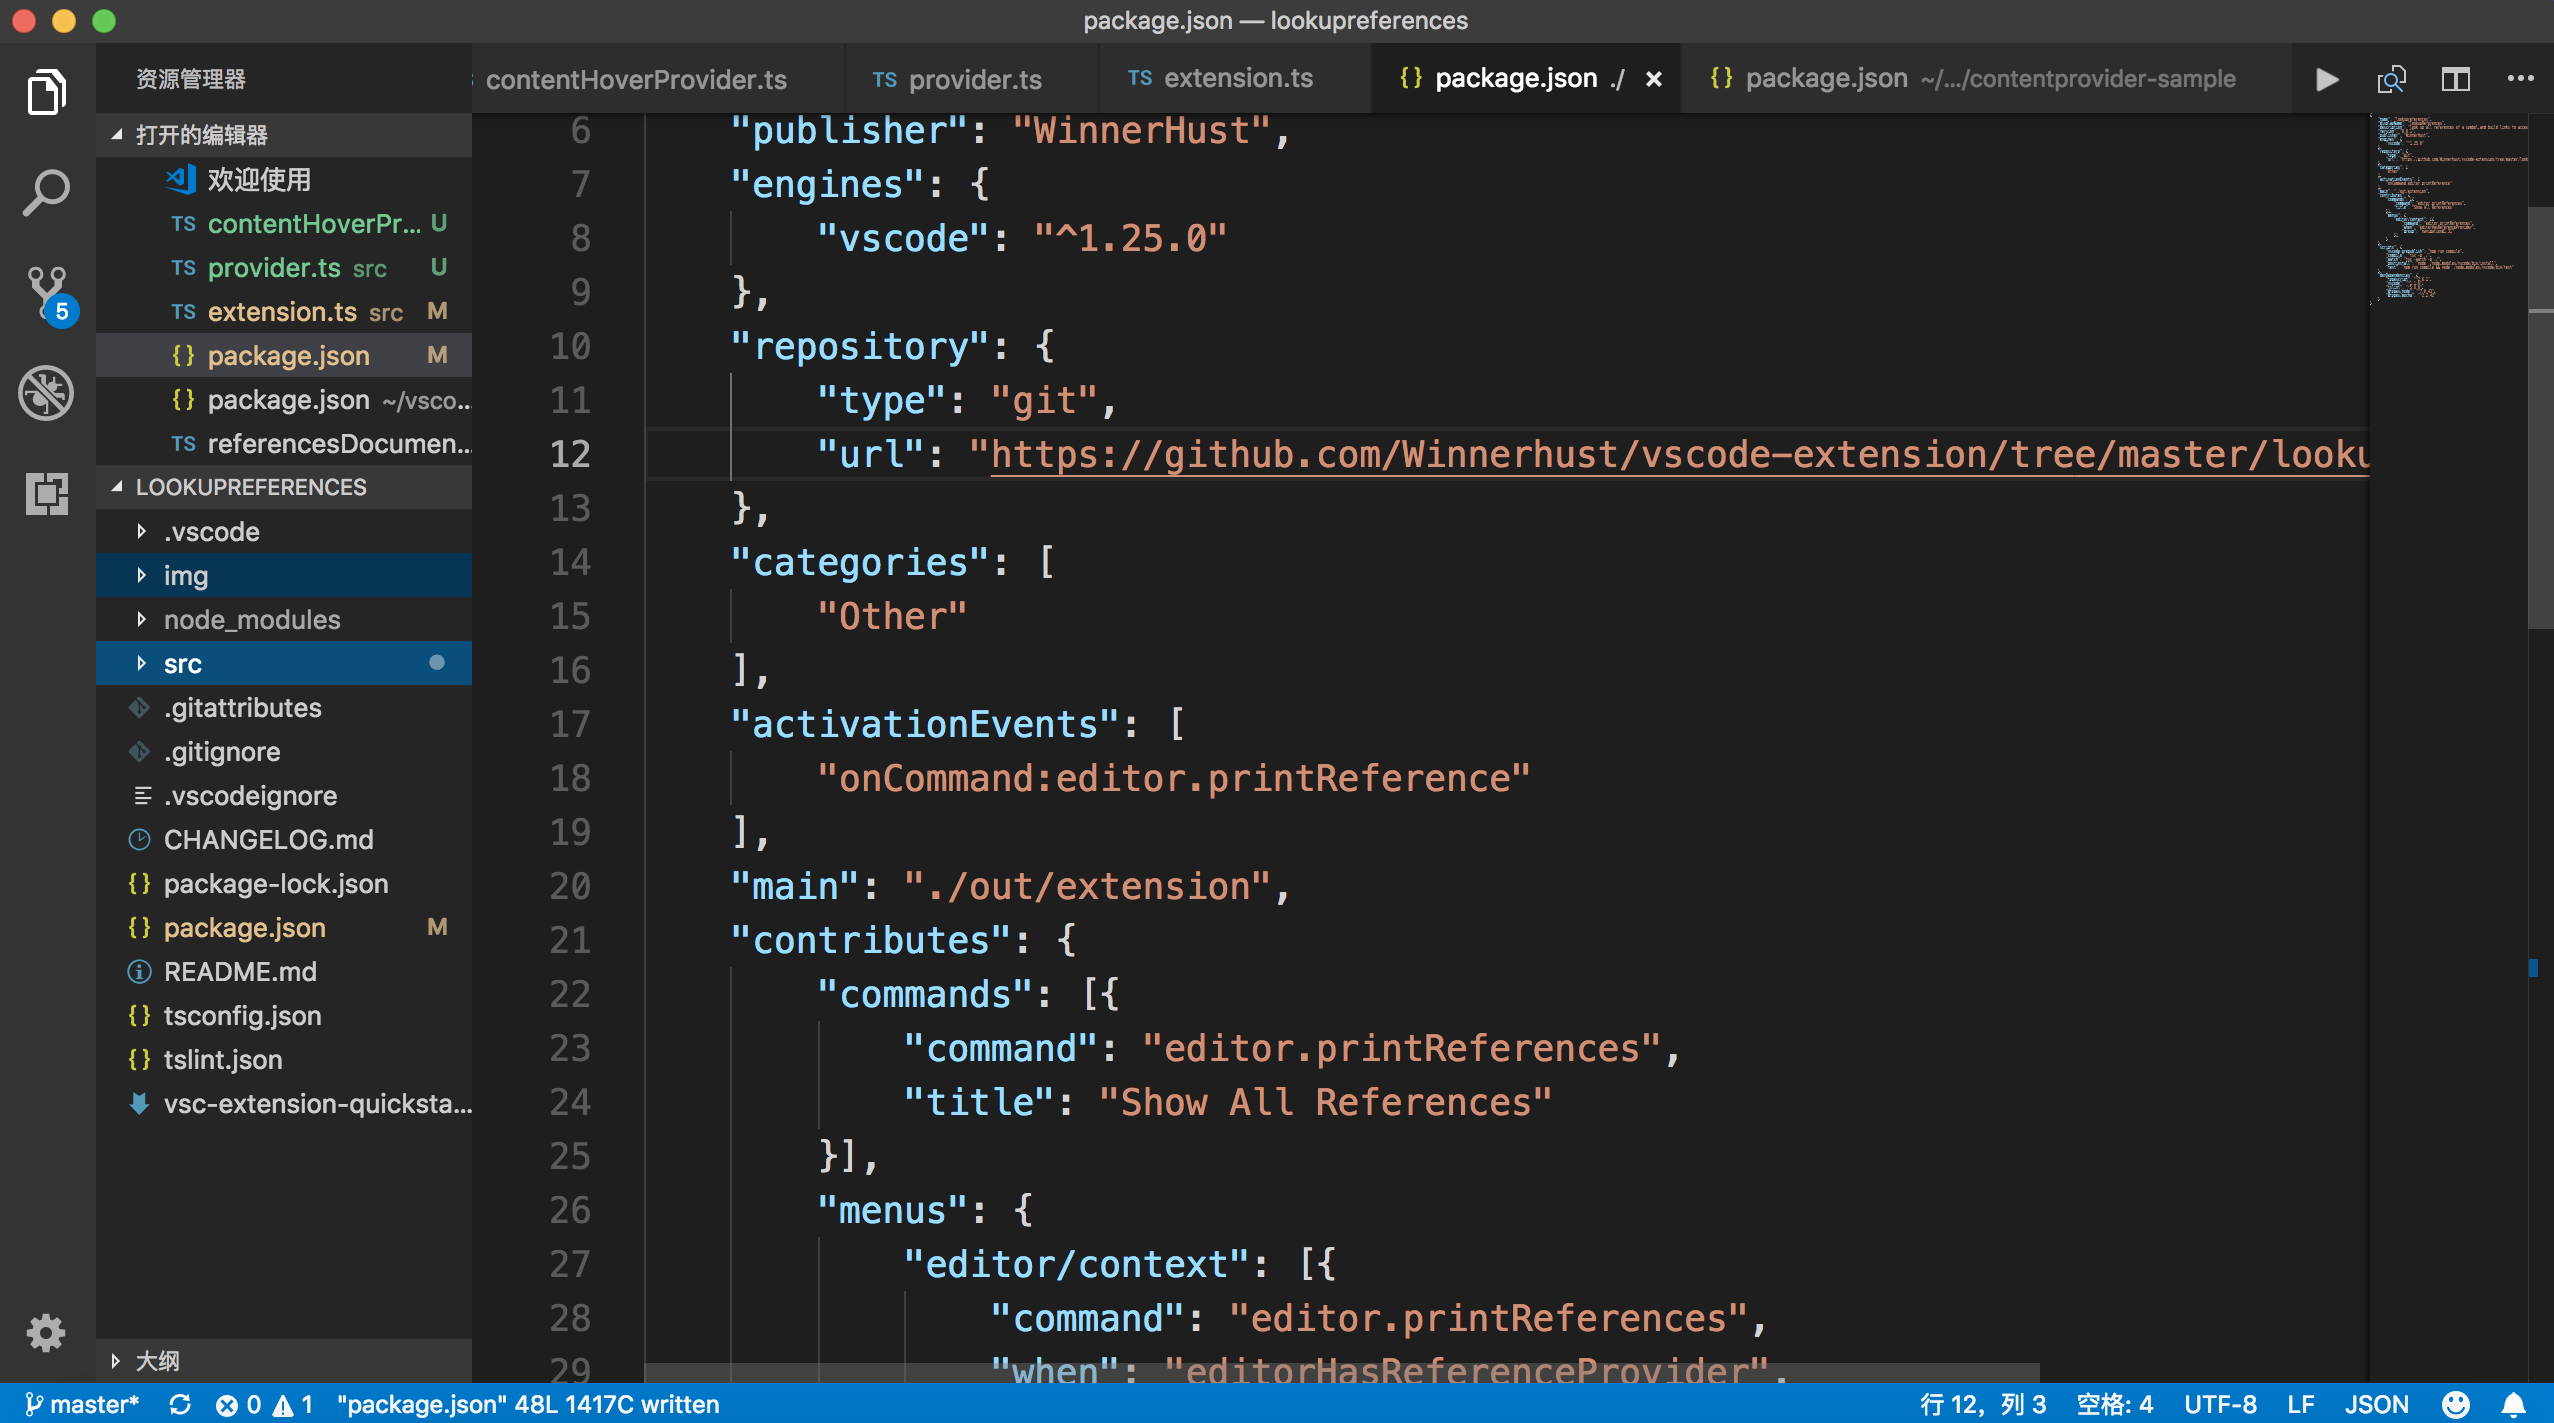 package.json — lookupreferences
资源管理器
contentHoverProvider.ts
TS provider.ts
TS extension.ts
{} package.json ./
{} package.json ~/.../contentprovider-sample
打开的编辑器
欢迎使用
TS contentHoverPr... U
TS provider.ts src U
TS extension.ts src M
{} package.json M
{} package.json ~/vsco...
TS referencesDocumen...
5
LOOKUPREFERENCES
.vscode
img
node_modules
src
.gitattributes
.gitignore
.vscodeignore
CHANGELOG.md
{} package-lock.json
{} package.json M
README.md
{} tsconfig.json
{} tslint.json
vsc-extension-quicksta...
大纲
6 "publisher": "WinnerHust",
7 "engines": {
8 "vscode": "^1.25.0"
9 },
10 "repository": {
11 "type": "git",
12 "url": "https://github.com/Winnerhust/vscode-extension/tree/master/looku
13 },
14 "categories": [
15 "Other"
16 ],
17 "activationEvents": [
18 "onCommand:editor.printReference"
19 ],
20 "main": "./out/extension",
21 "contributes": {
22 "commands": [{
23 "command": "editor.printReferences",
24 "title": "Show All References"
25 }],
26 "menus": {
27 "editor/context": [{
28 "command": "editor.printReferences",
29 "when": "editorHasReferenceProvider",
master* 0 1 "package.json" 48L 1417C written
行 12，列 3 空格: 4 UTF-8 LF JSON